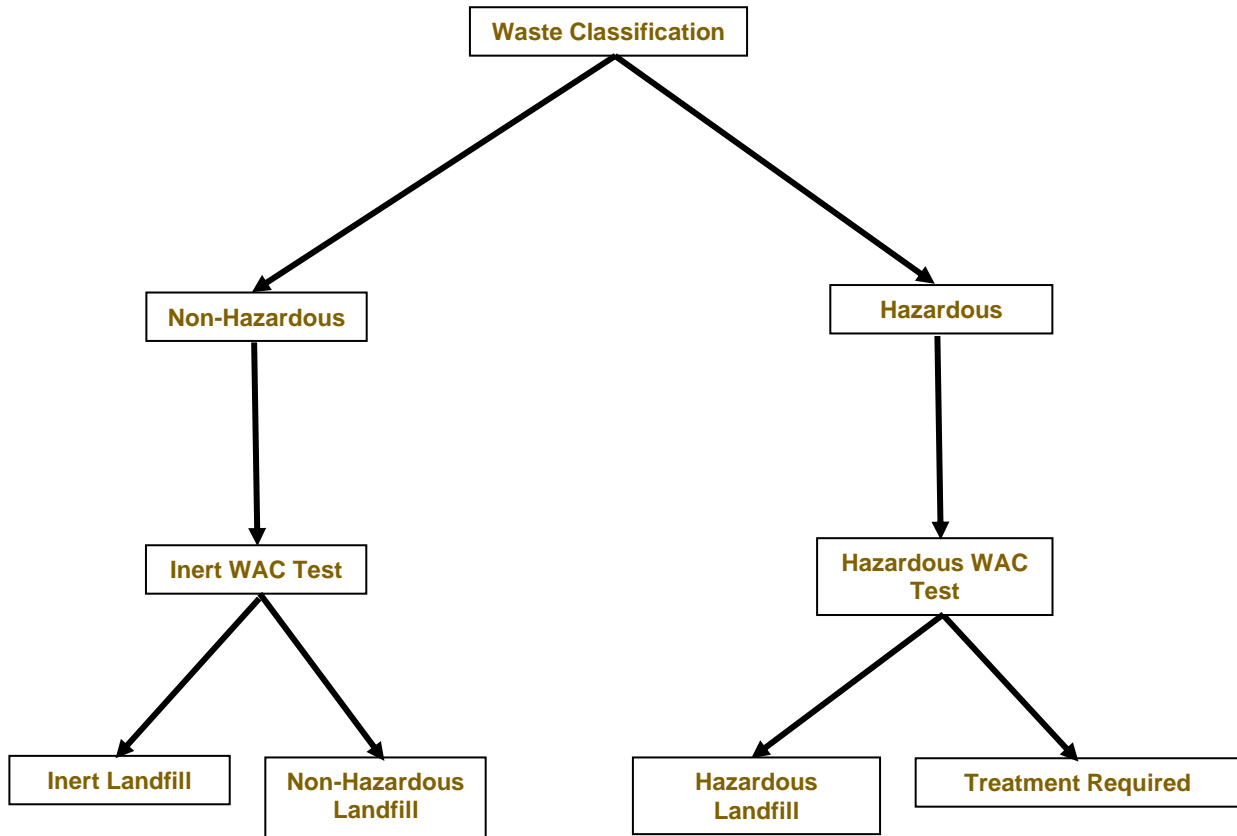 Waste Classification
Non-Hazardous
Hazardous
Inert WAC Test
Hazardous WAC
Test
Inert Landfill
Non-Hazardous
Landfill
Hazardous
Landfill
Treatment Required